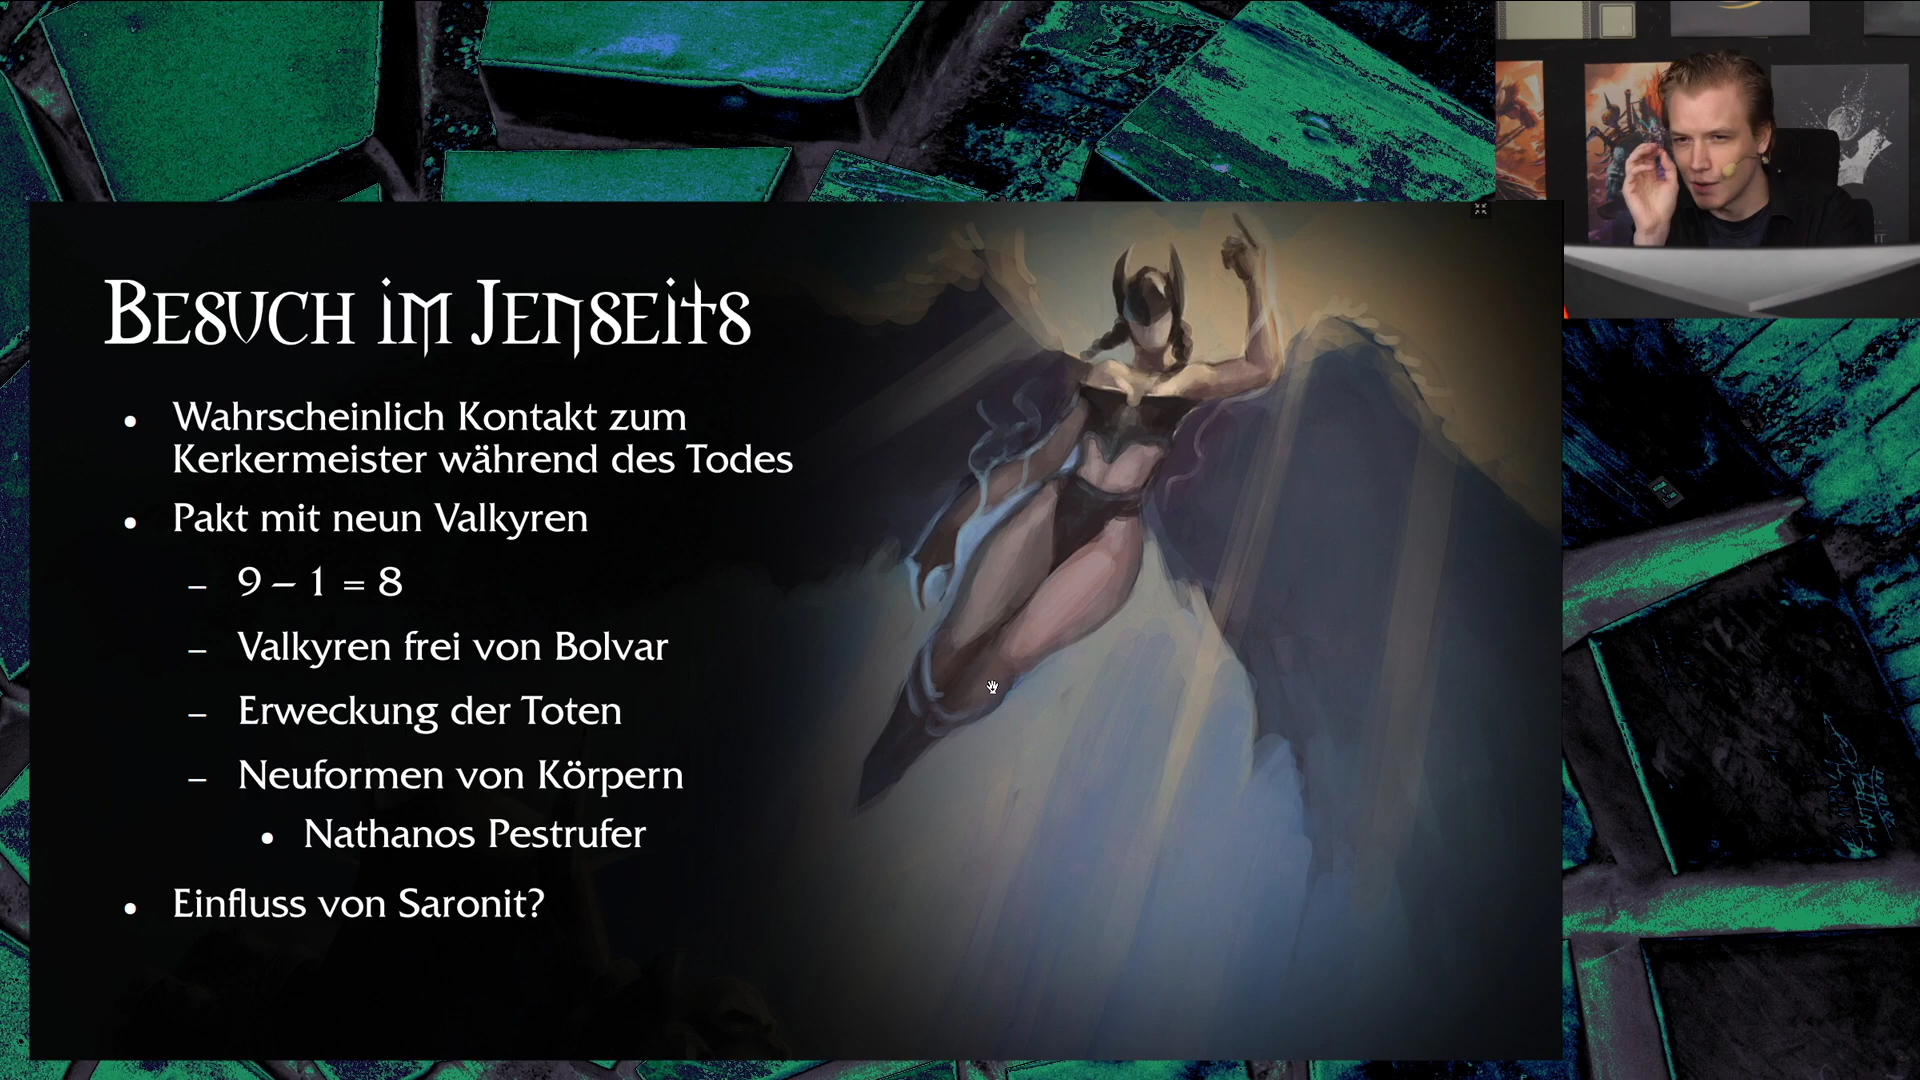 Besuch im Jenseits
• Wahrscheinlich Kontakt zum
Kerkermeister während des Todes
• Pakt mit neun Valkyren
– 9 – 1 = 8
– Valkyren frei von Bolvar
– Erweckung der Toten
– Neuformen von Körpern
• Nathanos Pestrufer
• Einfluss von Saronit?